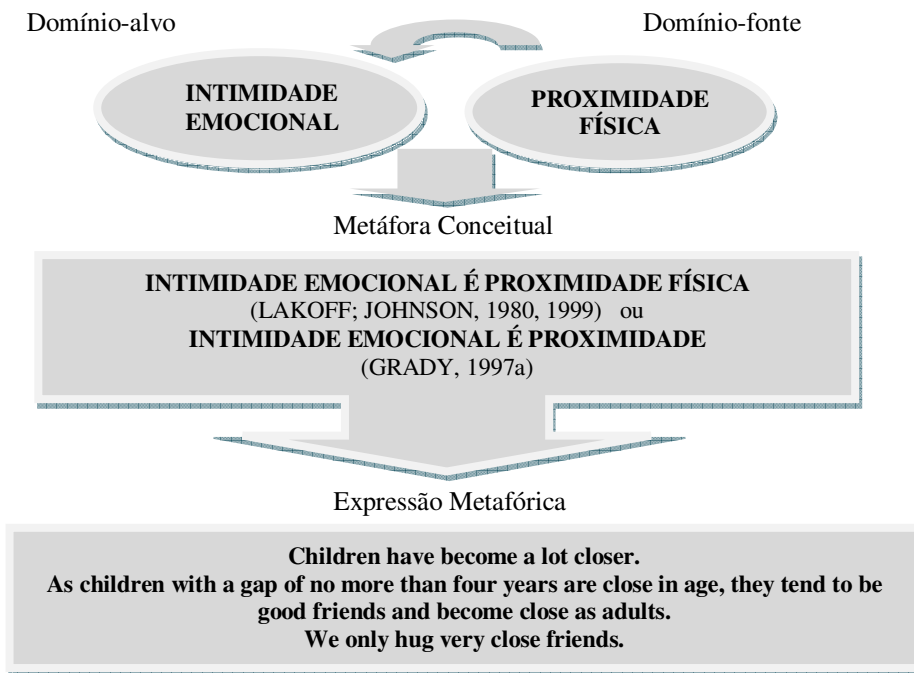 Domínio-alvo
Domínio-fonte
INTIMIDADE
EMOCIONAL
PROXIMIDADE
FÍSICA
Metáfora Conceitual
INTIMIDADE EMOCIONAL É PROXIMIDADE FÍSICA
(LAKOFF; JOHNSON, 1980, 1999) ou
INTIMIDADE EMOCIONAL É PROXIMIDADE
(GRADY, 1997a)
Expressão Metafórica
Children have become a lot closer.
As children with a gap of no more than four years are close in age, they tend to be
good friends and become close as adults.
We only hug very close friends.